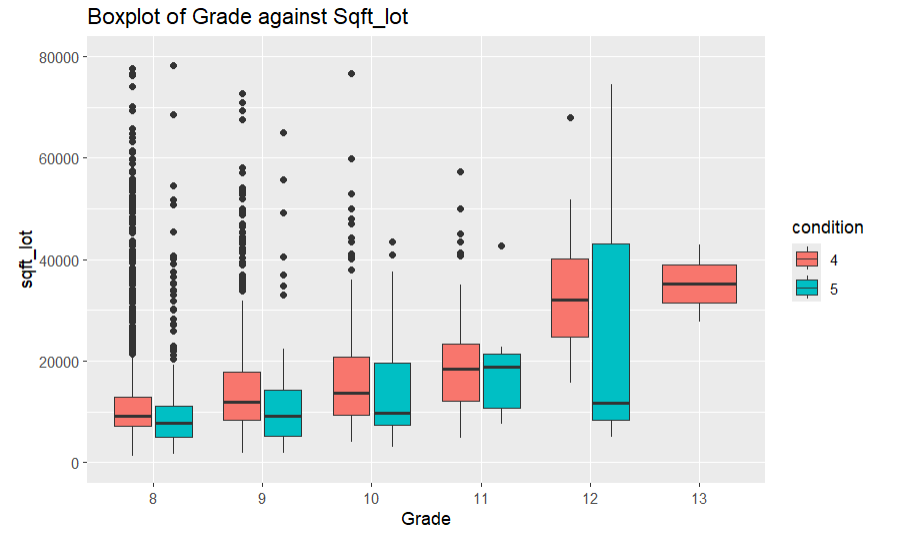 Boxplot of Grade against Sqft_lot
80000
60000
40000
20000
0
sqft_lot
8 9 10 11 12 13
Grade
condition
4
5